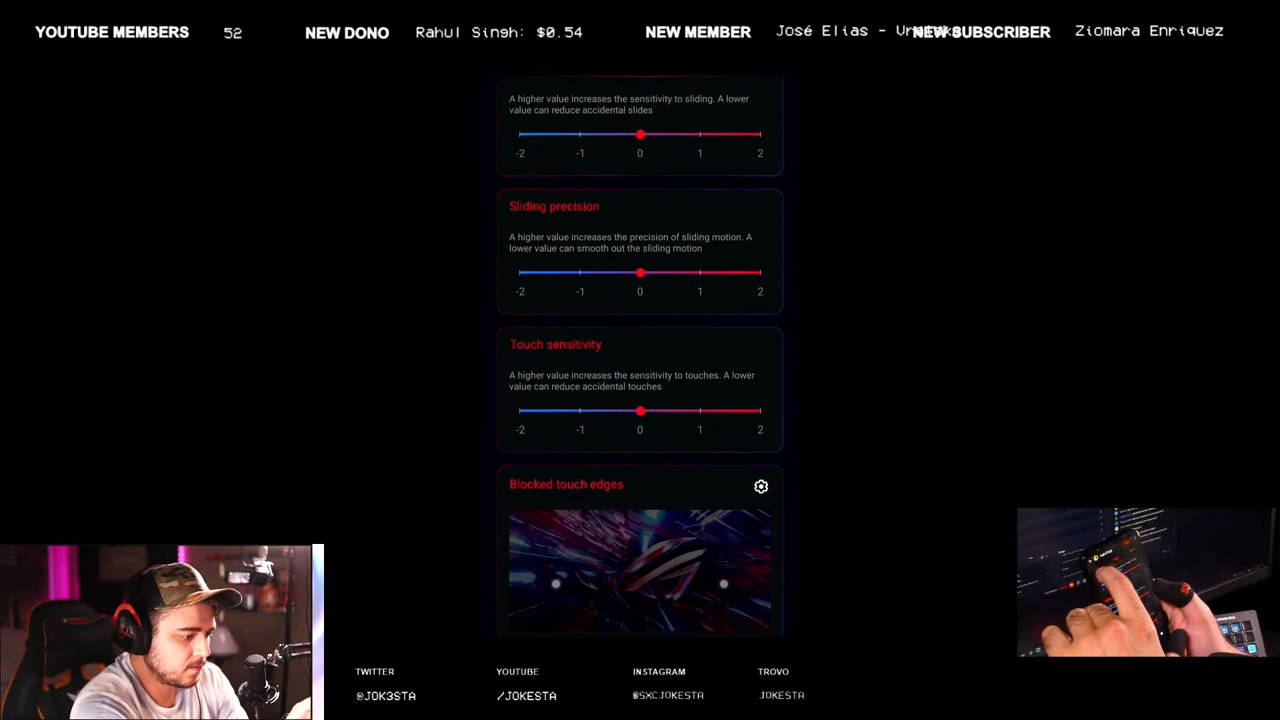 YOUTUBE MEMBERS 52 NEW DONO Rahul Singh: $0.54 NEW MEMBER José Elias - NEW SUBSCRIBER Ziomara Enriquez
A higher value increases the sensitivity to sliding. A lower
value can reduce accidental slides
-2 -1 0 1 2
Sliding precision
A higher value increases the precision of sliding motion. A
lower value can smooth out the sliding motion
-2 -1 0 1 2
Touch sensitivity
A higher value increases the sensitivity to touches. A lower
value can reduce accidental touches
-2 -1 0 1 2
Blocked touch edges
TWITTER YOUTUBE INSTAGRAM TROVO
@JOK3STA /JOKESTA @SXCJOKESTA JOKESTA